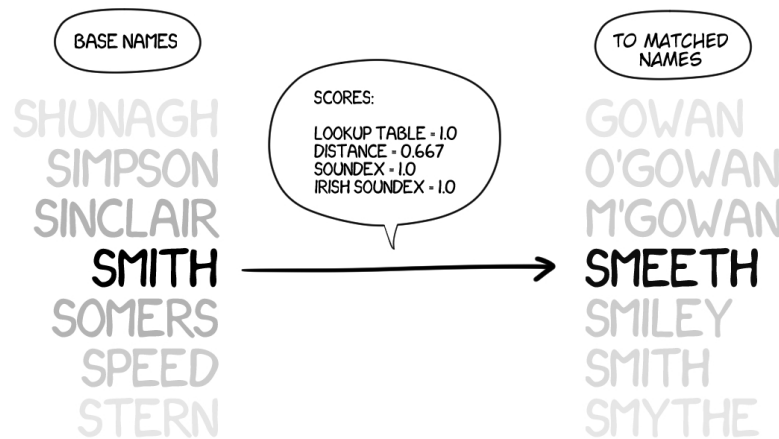 BASE NAMES
TO MATCHED
NAMES
SCORES:
LOOKUP TABLE = 1.0
DISTANCE = 0.667
SOUNDEX = 1.0
IRISH SOUNDEX = 1.0
SHUNAGH
SIMPSON
SINCLAIR
SMITH
SOMERS
SPEED
STERN
GOWAN
O'GOWAN
M'GOWAN
SMEETH
SMILEY
SMITH
SMYTHE